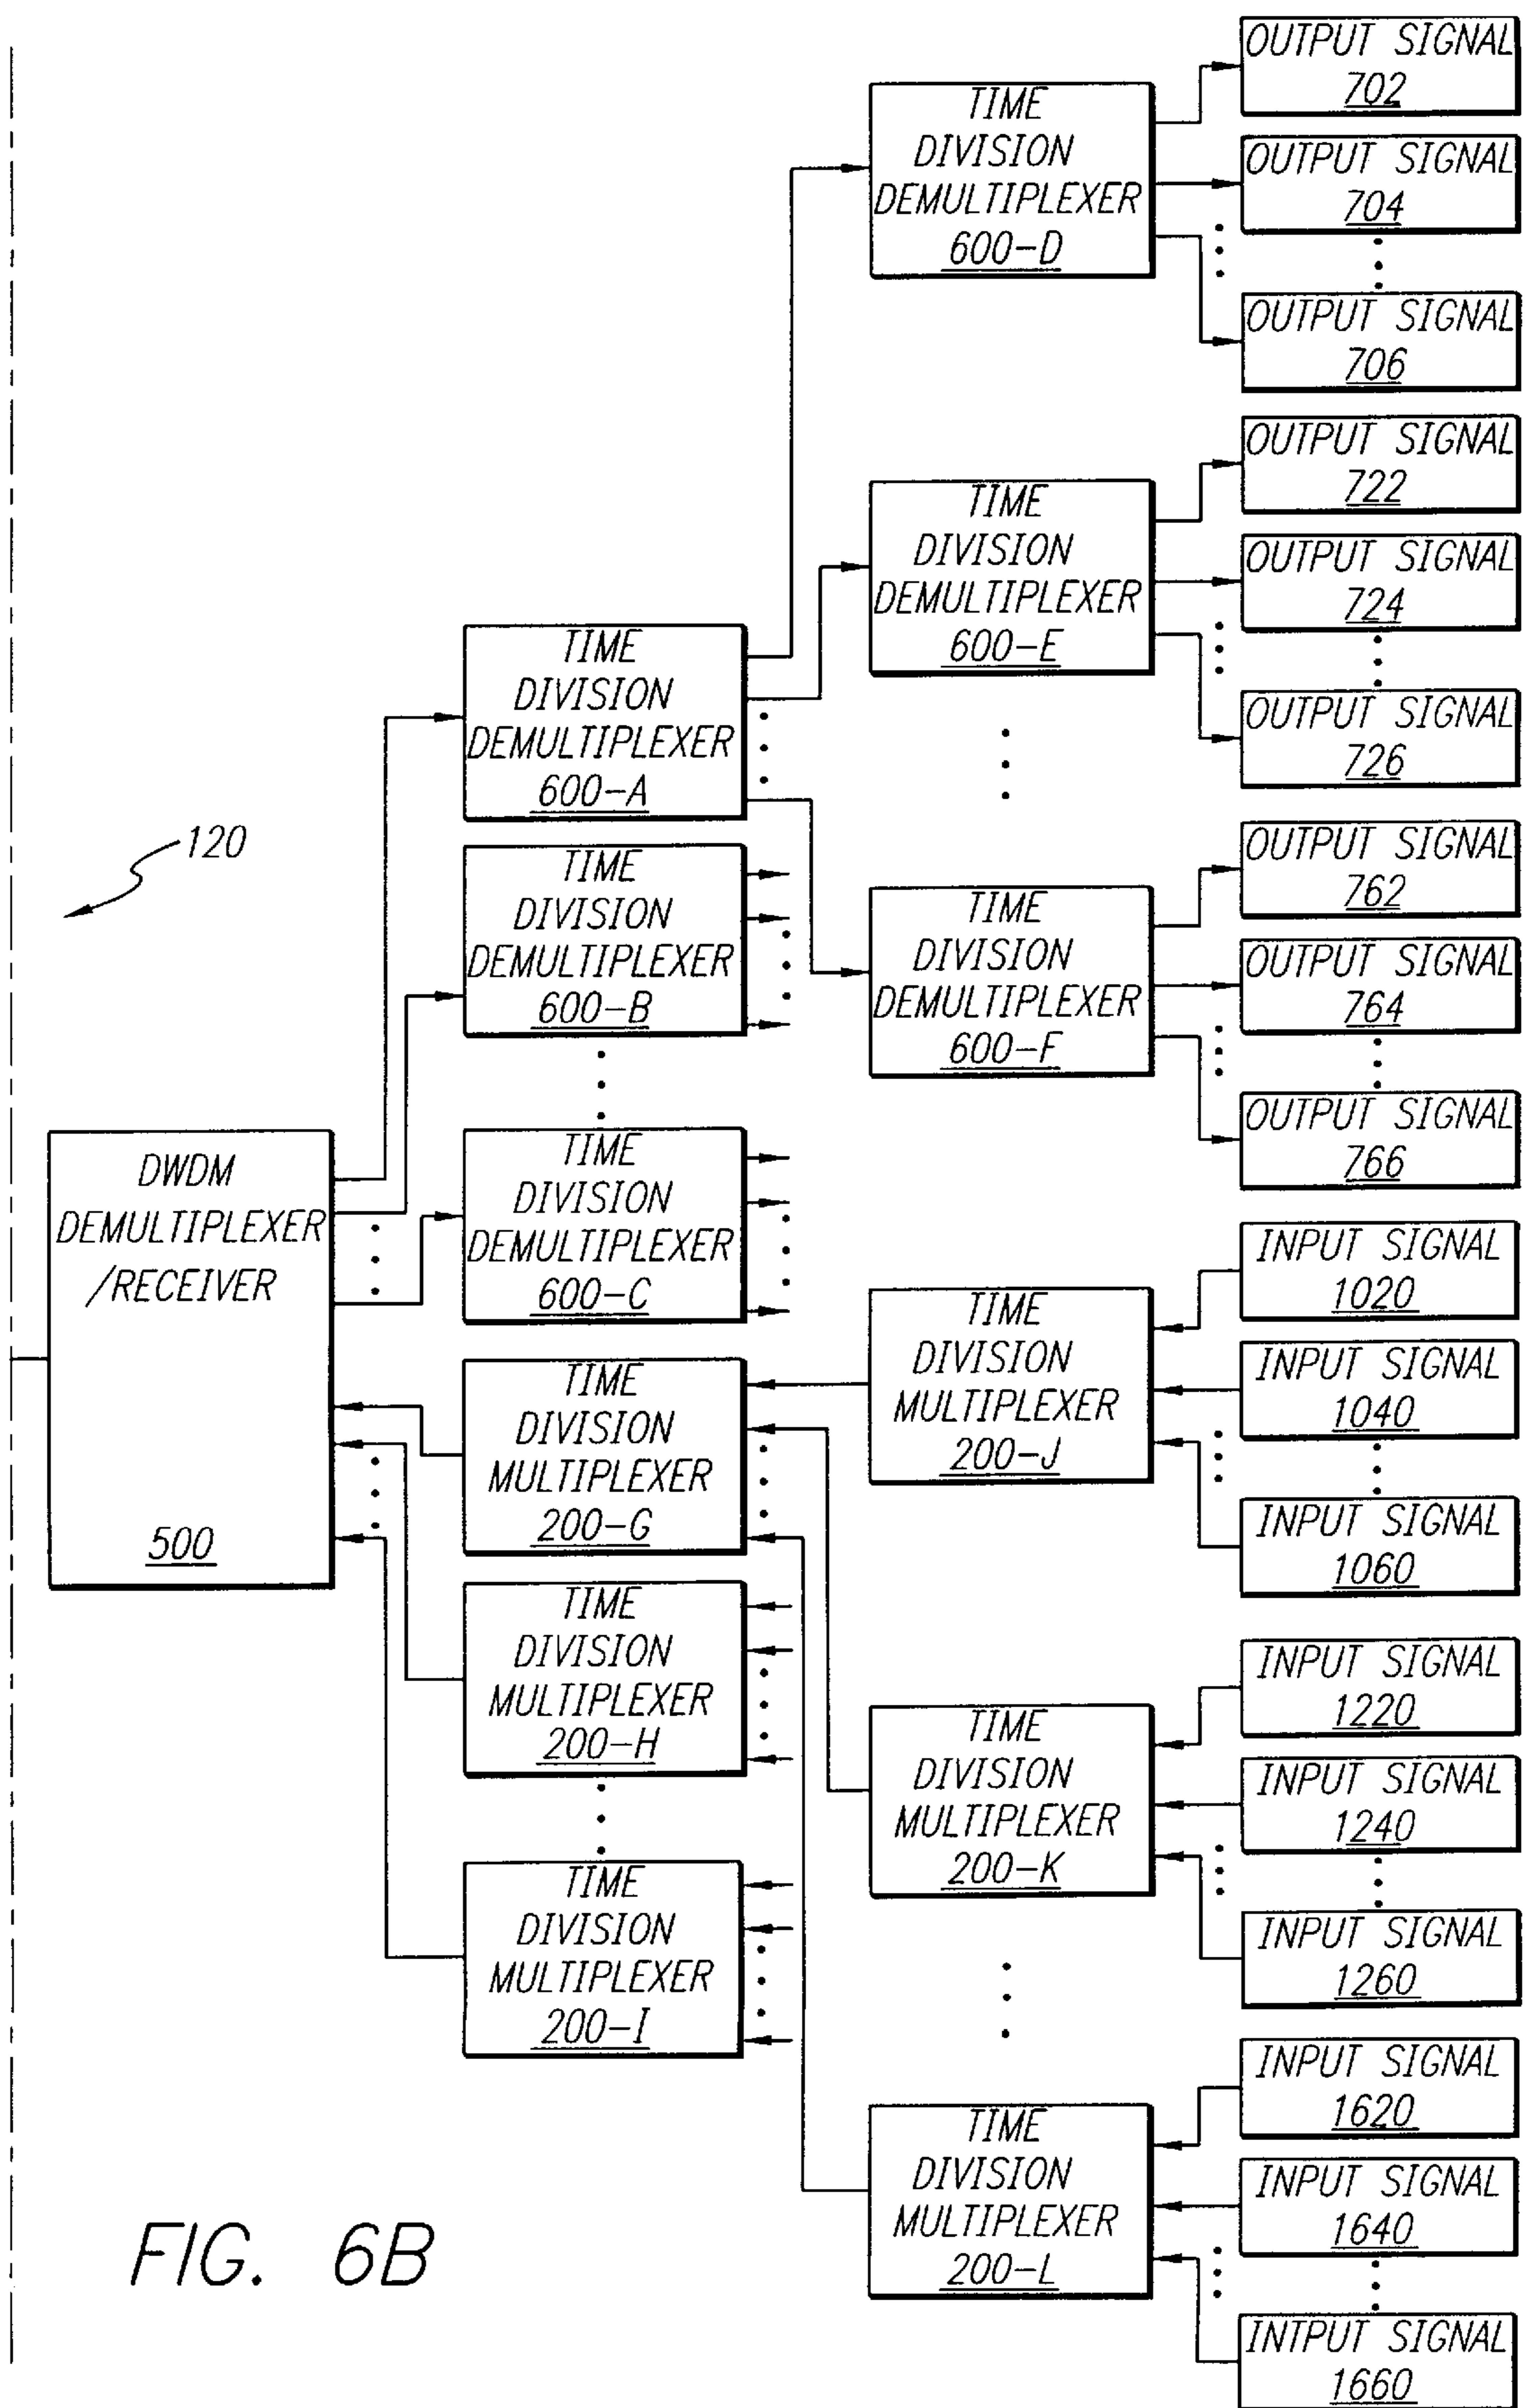 OUTPUT SIGNAL
702
TIME
DIVISION
DEMULTIPLEXER
600-D
OUTPUT SIGNAL
704
OUTPUT SIGNAL
706
OUTPUT SIGNAL
722
TIME
DIVISION
DEMULTIPLEXER
600-E
OUTPUT SIGNAL
724
OUTPUT SIGNAL
726
TIME
DIVISION
DEMULTIPLEXER
600-A
120
TIME
DIVISION
DEMULTIPLEXER
600-B
OUTPUT SIGNAL
762
TIME
DIVISION
DEMULTIPLEXER
600-F
OUTPUT SIGNAL
764
OUTPUT SIGNAL
766
DWDM
DEMULTIPLEXER
/RECEIVER
500
TIME
DIVISION
DEMULTIPLEXER
600-C
INPUT SIGNAL
1020
TIME
DIVISION
MULTIPLEXER
200-J
INPUT SIGNAL
1040
INPUT SIGNAL
1060
TIME
DIVISION
MULTIPLEXER
200-G
TIME
DIVISION
MULTIPLEXER
200-H
INPUT SIGNAL
1220
TIME
DIVISION
MULTIPLEXER
200-K
INPUT SIGNAL
1240
INPUT SIGNAL
1260
TIME
DIVISION
MULTIPLEXER
200-I
INPUT SIGNAL
1620
TIME
DIVISION
MULTIPLEXER
200-L
INPUT SIGNAL
1640
INTPUT SIGNAL
1660
FIG. 6B